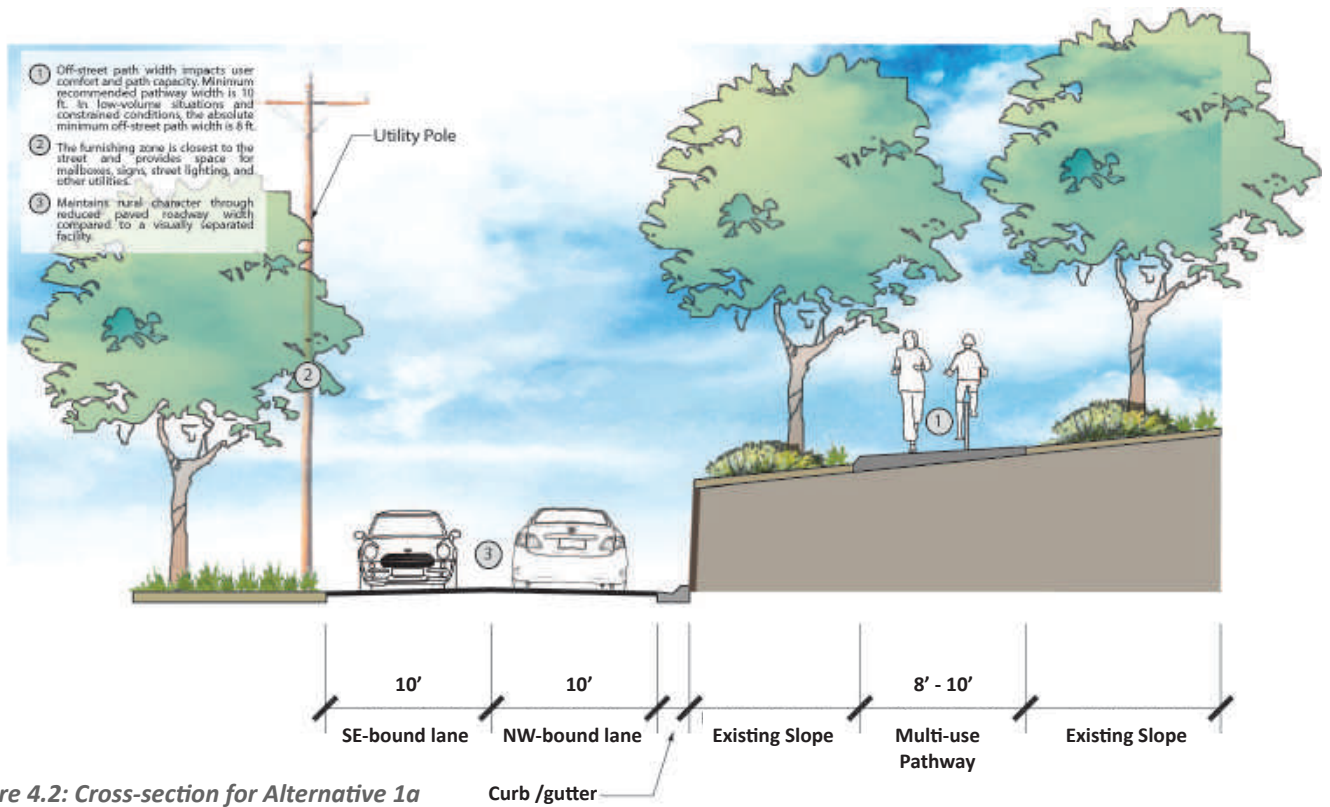 1
Off-street path width impacts user
comfort and path capacity. Minimum
recommended pathway width is 10
ft. In low-volume situations and
constrained conditions, the absolute
minimum off-street path width is 8 ft.
2
The furnishing zone is closest to the
street and provides space for
mailboxes, signs, street lighting, and
other utilities.
3
Maintains rural character through
reduced paved roadway width
compared to a visually separated
facility.
Utility Pole
2
1
3
10’
10’
8’ - 10’
SE-bound lane
NW-bound lane
Existing Slope
Multi-use
Pathway
Existing Slope
Curb /gutter
re 4.2: Cross-section for Alternative 1a